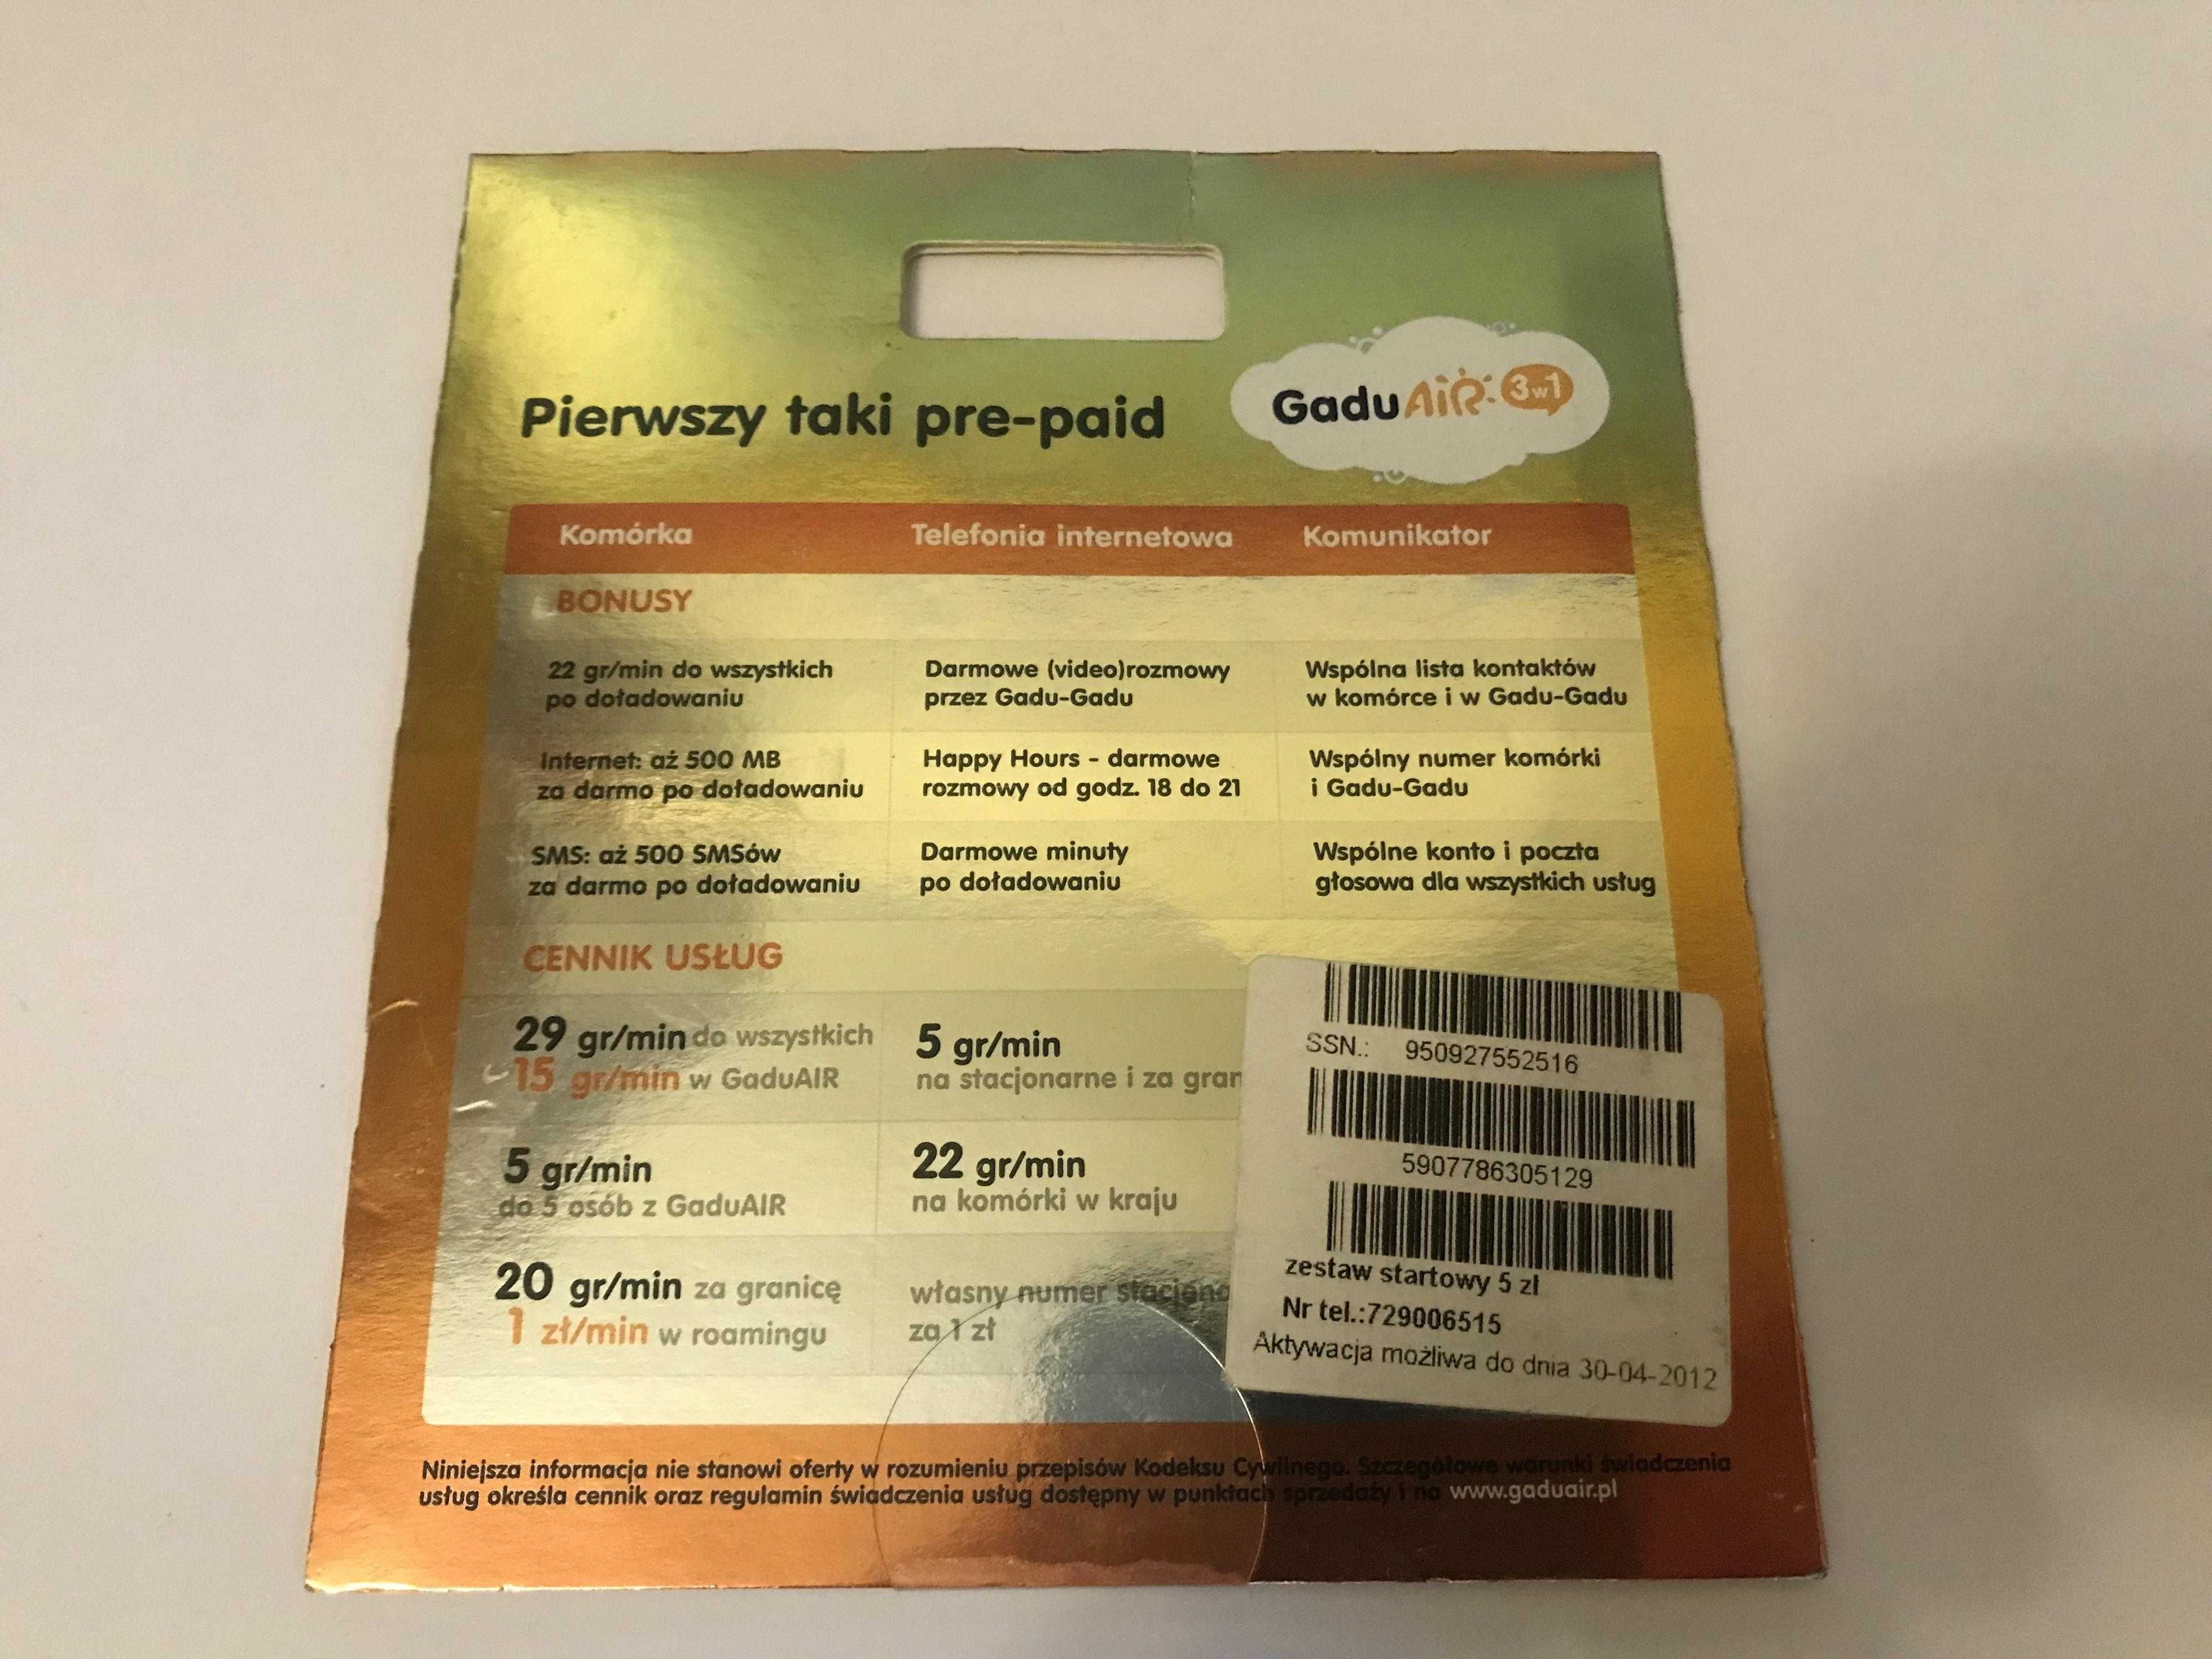 Pierwszy taki pre-paid
GaduAIR 3w1
Komórka Telefonia internetowa Komunikator
BONUSY
22 gr/min do wszystkich
po doładowaniu
Darmowe (video)rozmowy
przez Gadu-Gadu
Wspólna lista kontaktów
w komórce i w Gadu-Gadu
Internet: aż 500 MB
za darmo po doładowaniu
Happy Hours - darmowe
rozmowy od godz. 18 do 21
Wspólny numer komórki
i Gadu-Gadu
SMS: aż 500 SMSów
za darmo po doładowaniu
Darmowe minuty
po doładowaniu
Wspólne konto i poczta
głosowa dla wszystkich usług
CENNIK USŁUG
29 gr/min do wszystkich
15 gr/min w GaduAIR
5 gr/min
na stacjonarne i za gran
5 gr/min
do 5 osób z GaduAIR
22 gr/min
na komórki w kraju
20 gr/min za granicę
1 zł/min w roamingu
własny numer stacjona
za 1 zł
SSN.: 950927552516
5907786305129
zestaw startowy 5 zl
Nr tel.:729006515
Aktywacja możliwa do dnia 30-04-2012
Niniejsza informacja nie stanowi oferty w rozumieniu przepisów Kodeksu Cywilnego. Szczegółowe warunki świadczenia
usług określa cennik oraz regulamin świadczenia usług dostępny w punktach sprzedaży i na www.gaduair.pl